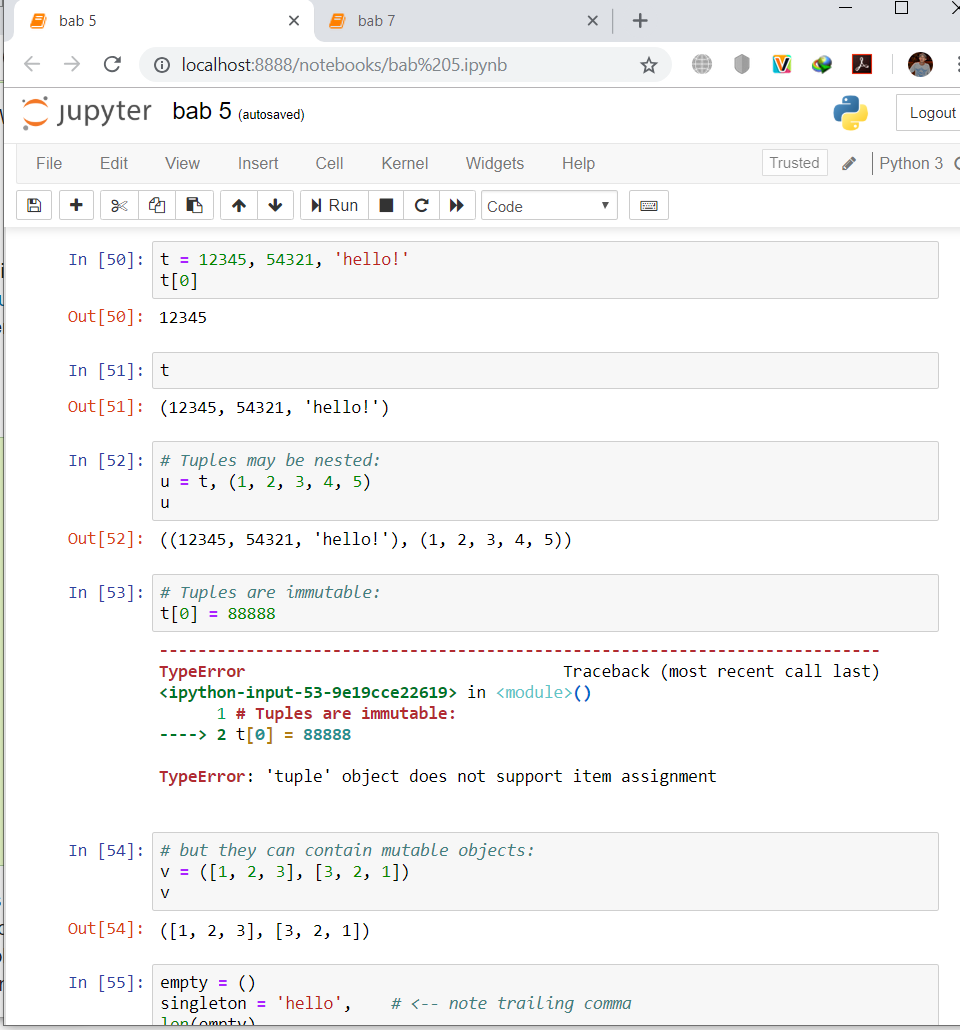 bab 5
bab 7
localhost:8888/notebooks/bab%205.ipynb
jupyter bab 5 (autosaved)
Logout
File Edit View Insert Cell Kernel Widgets Help Trusted Python 3
Run Code
In [50]: t = 12345, 54321, 'hello!'
t[0]
Out[50]: 12345
In [51]: t
Out[51]: (12345, 54321, 'hello!')
In [52]: # Tuples may be nested:
u = t, (1, 2, 3, 4, 5)
u
Out[52]: ((12345, 54321, 'hello!'), (1, 2, 3, 4, 5))
In [53]: # Tuples are immutable:
t[0] = 88888
---------------------------------------------------------------------------
TypeError Traceback (most recent call last)
<ipython-input-53-9e19cce22619> in <module>()
1 # Tuples are immutable:
----> 2 t[0] = 88888
TypeError: 'tuple' object does not support item assignment
In [54]: # but they can contain mutable objects:
v = ([1, 2, 3], [3, 2, 1])
v
Out[54]: ([1, 2, 3], [3, 2, 1])
In [55]: empty = ()
singleton = 'hello', # <-- note trailing comma
len(empty)